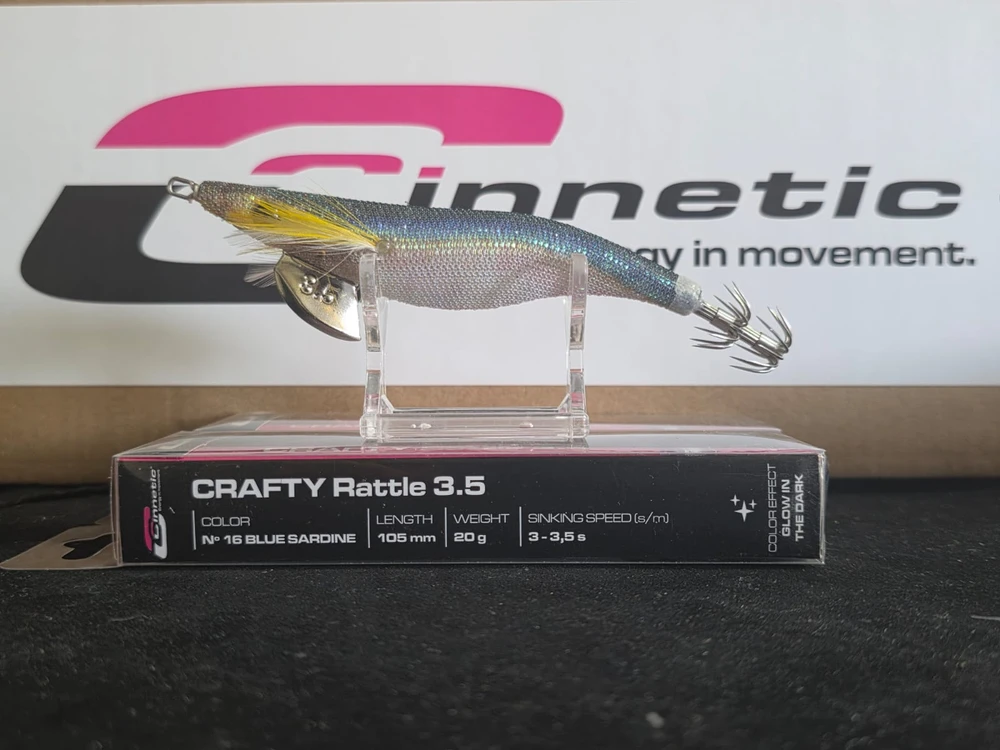 Cinnetic
gy in movement.
3.5
Cinnetic
CRAFTY Rattle 3.5
COLOR
Nº 16 BLUE SARDINE
LENGTH
105 mm
WEIGHT
20 g
SINKING SPEED (s/m)
3 - 3,5 s
COLOR EFFECT
GLOW IN
THE DARK